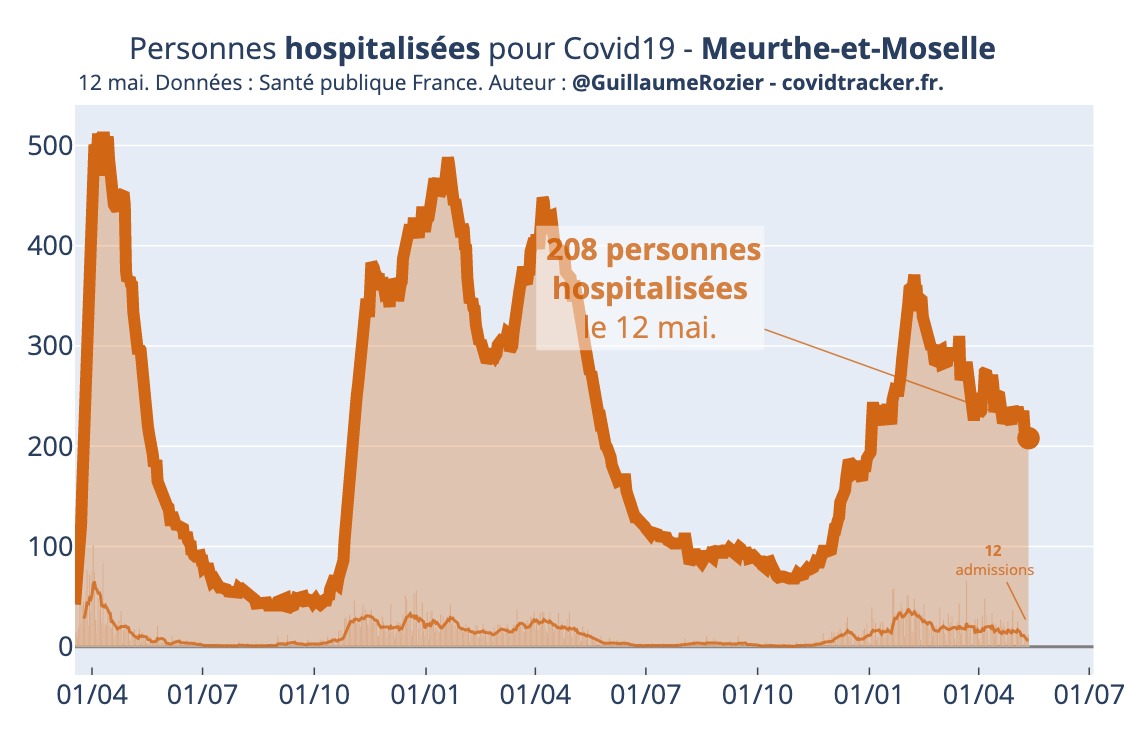 Personnes hospitalisées pour Covid19 - Meurthe-et-Moselle
12 mai. Données : Santé publique France. Auteur : @GuillaumeRozier - covidtracker.fr.
500
400
300
200
100
0
208 personnes
hospitalisées
le 12 mai.
12
admissions
01/04
01/07
01/10
01/01
01/04
01/07
01/10
01/01
01/04
01/07